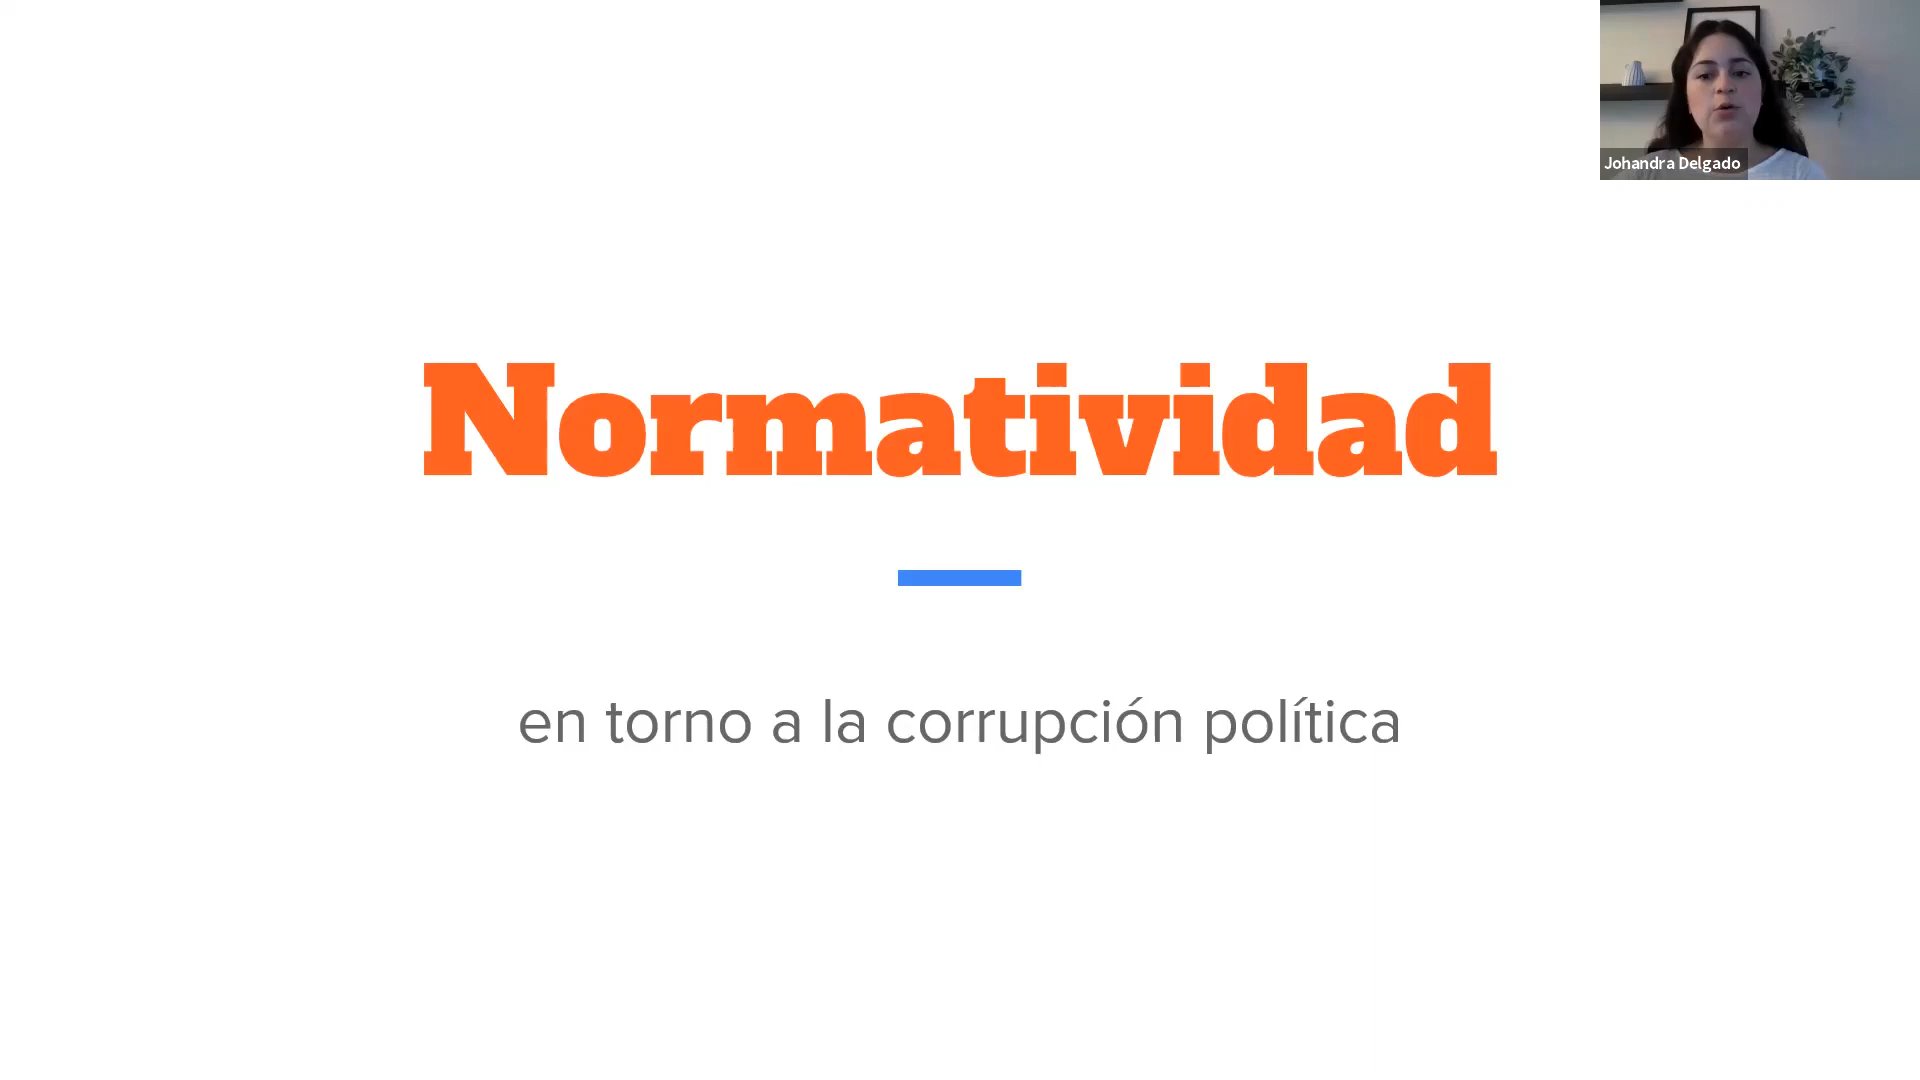 Johandra Delgado
Normatividad
en torno a la corrupción política